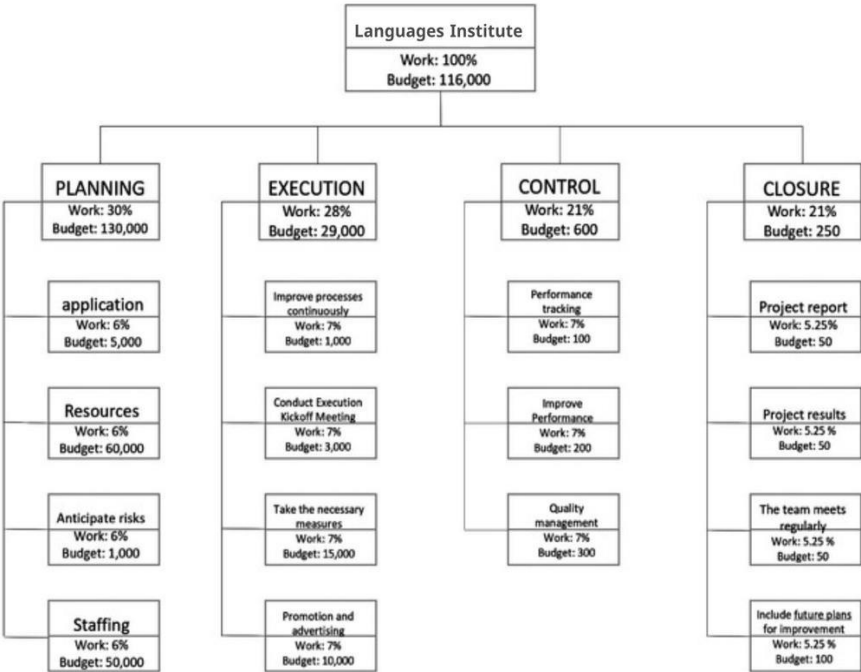 Languages Institute
Work: 100%
Budget: 116,000
PLANNING
Work: 30%
Budget: 130,000
application
Work: 6%
Budget: 5,000
Resources
Work: 6%
Budget: 60,000
Anticipate risks
Work: 6%
Budget: 1,000
Staffing
Work: 6%
Budget: 50,000
EXECUTION
Work: 28%
Budget: 29,000
Improve processes
continuously
Work: 7%
Budget: 1,000
Conduct Execution
Kickoff Meeting
Work: 7%
Budget: 3,000
Take the necessary
measures
Work: 7%
Budget: 15,000
Promotion and
advertising
Work: 7%
Budget: 10,000
CONTROL
Work: 21%
Budget: 600
Performance
tracking
Work: 7%
Budget: 100
Improve
Performance
Work: 7%
Budget: 200
Quality
management
Work: 7%
Budget: 300
CLOSURE
Work: 21%
Budget: 250
Project report
Work: 5.25%
Budget: 50
Project results
Work: 5.25 %
Budget: 50
The team meets
regularly
Work: 5.25 %
Budget: 50
Include future plans
for improvement
Work: 5.25 %
Budget: 100